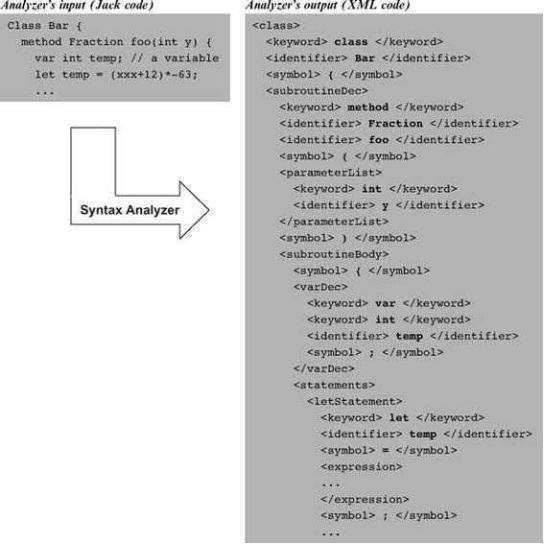 Analyzer's input (Jack code)
Class Bar {
method Fraction foo(int y) {
var int temp; // a variable
let temp = (xxx+12)*-63;
...
Syntax Analyzer
Analyzer's output (XML code)
<class>
<keyword> class </keyword>
<identifier> Bar </identifier>
<symbol> { </symbol>
<subroutineDec>
<keyword> method </keyword>
<identifier> Fraction </identifier>
<identifier> foo </identifier>
<symbol> ( </symbol>
<parameterList>
<keyword> int </keyword>
<identifier> y </identifier>
</parameterList>
<symbol> ) </symbol>
<subroutineBody>
<symbol> { </symbol>
<varDec>
<keyword> var </keyword>
<keyword> int </keyword>
<identifier> temp </identifier>
<symbol> ; </symbol>
</varDec>
<statements>
<letStatement>
<keyword> let </keyword>
<identifier> temp </identifier>
<symbol> = </symbol>
<expression>
...
</expression>
<symbol> ; </symbol>
...